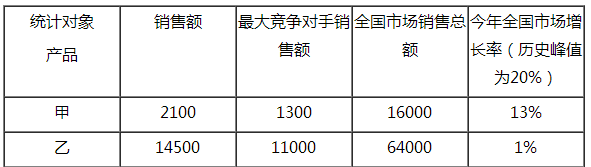 统计对象 销售额 最大竞争对手销 全国市场销售总 今年全国市场增
产品 售额 额 长率（历史峰值
为20%）
甲 2100 1300 16000 13%
乙 14500 11000 64000 1%